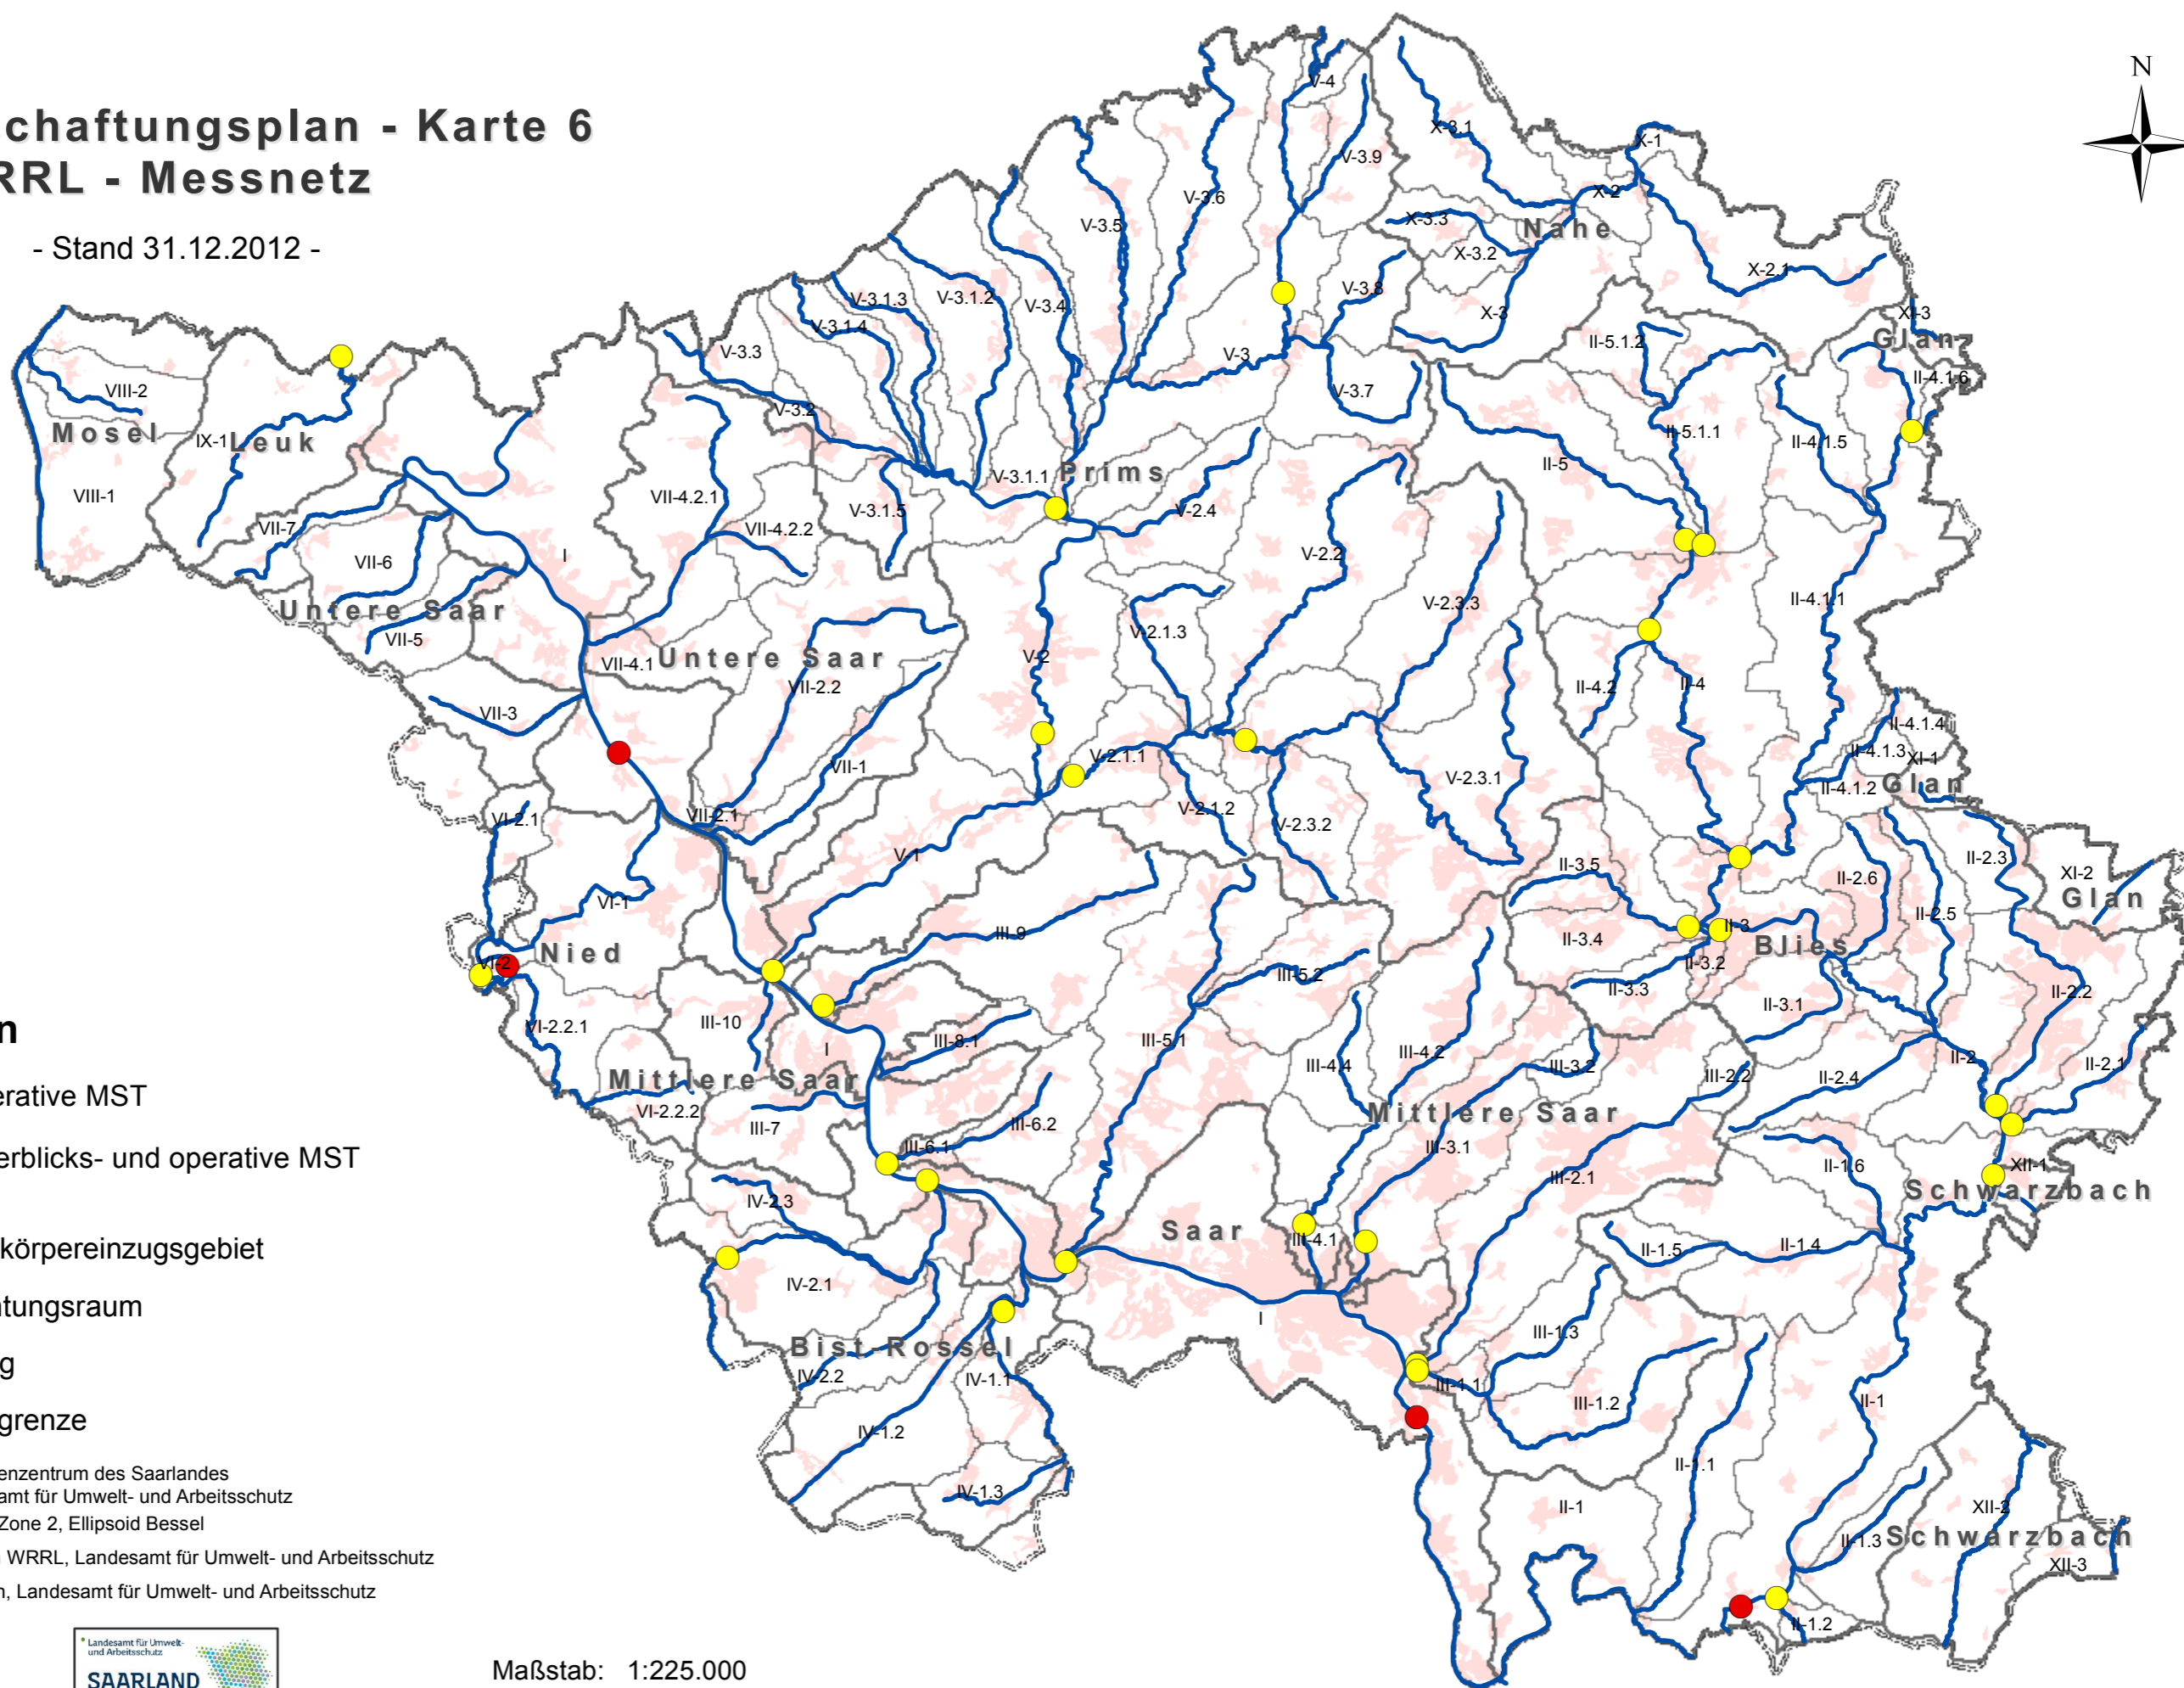 chaftungsplan - Karte 6
RRL - Messnetz
- Stand 31.12.2012 -
N
V-4
X-3.1
X-1
V-3.9
V-3.6
X-2
V-3.5
X-3.3
Nahe
X-3.2
X-2.1
V-3.8
V-3.1.3
V-3.1.2
V-3.4
X-3
XI-3
V-3.1.4
Glan
II-5.1.2
V-3.3
V-3
II-4.1.6
VIII-2
V-3.7
V-3.2
Mosel
IX-1
Leuk
II-5.1.1
II-4.1.5
II-5
Prims
V-3.1.1
VIII-1
VII-4.2.1
V-3.1.5
V-2.4
VII-7
VII-4.2.2
I
V-2.2
VII-6
II-4.1.1
V-2.3.3
Untere Saar
V-2.1.3
VII-5
V-2
VII-4.1
Untere Saar
VII-2.2
II-4.2
II-4
VII-3
II-4.1.4
II-4.1.3
XI-1
V-2.1.1
VII-1
V-2.3.1
Glan
II-4.1.2
V-2.1.2
VII-2.1
VI-2.1
V-2.3.2
V-1
II-2.3
II-3.5
XI-2
II-2.6
Glan
VI-1
II-2.5
II-3
III-9
II-3.4
Blies
Nied
VI-2
II-3.2
III-5.2
II-3.3
II-2.2
II-3.1
III-10
VI-2.2.1
n
III-8.1
III-5.1
I
III-4.2
II-2
III-4.4
III-3.2
II-2.1
III-2.2
II-2.4
Mittlere Saar
erative MST
VI-2.2.2
Mittlere Saar
III-6.2
III-7
III-6.1
III-3.1
erblicks- und operative MST
II-1.6
XII-1
III-2.1
Schwarzbach
IV-2.3
Saar
III-4.1
körpereinzugsgebiet
II-1.5
II-1.4
IV-2.1
ntungsraum
I
III-1.3
Bist-Rossel
g
IV-2.2
IV-1.1
III-1.1
III-1.2
II-1
grenze
IV-1.2
II-1.1
enzentrum des Saarlandes
IV-1.3
amt für Umwelt- und Arbeitsschutz
II-1
XII-2
Zone 2, Ellipsoid Bessel
II-1.3
Schwarzbach
WRRL, Landesamt für Umwelt- und Arbeitsschutz
XII-3
n, Landesamt für Umwelt- und Arbeitsschutz
II-1.2
Landesamt für Umwelt-
und Arbeitsschutz
SAARLAND
Maßstab: 1:225.000